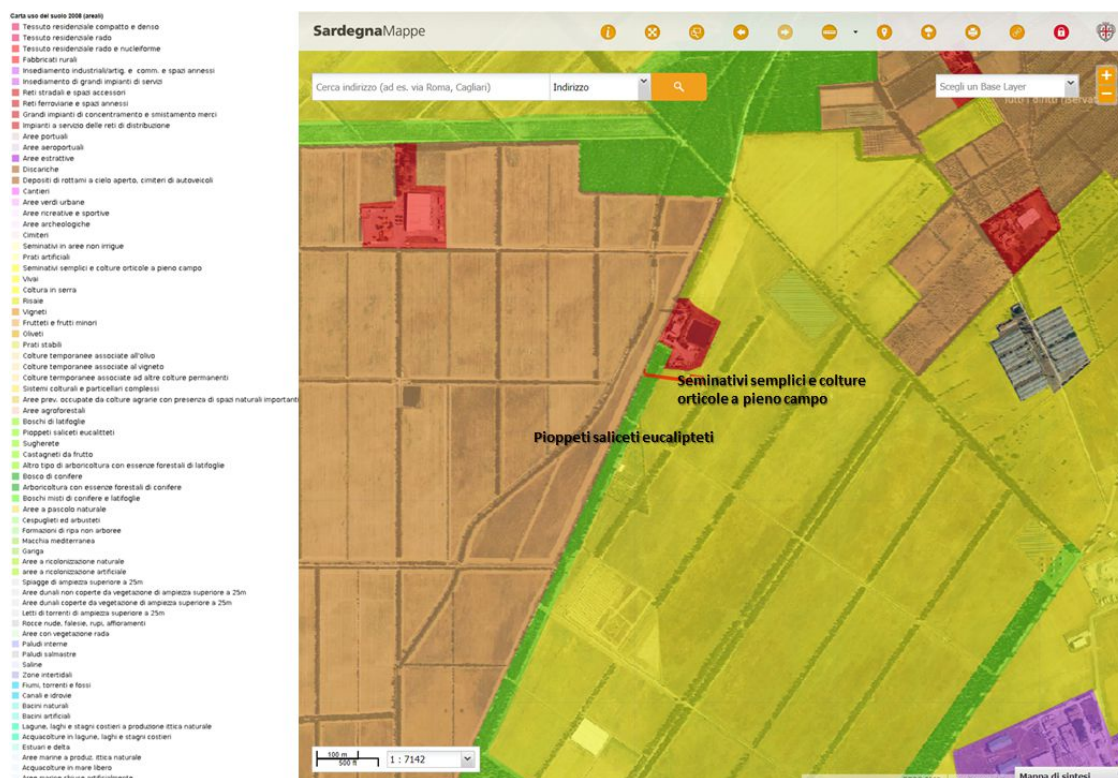 Carta uso del suolo 2008 (areali)
Tessuto residenziale compatto e denso
Tessuto residenziale rado
Tessuto residenziale rado e nucleiforme
Fabbricati rurali
Insediamento industriali/artig. e comm. e spazi annessi
Insediamento di grandi impianti di servizi
Reti stradali e spazi accessori
Reti ferroviarie e spazi annessi
Grandi impianti di concentramento e smistamento merci
Impianti a servizio delle reti di distribuzione
Aree portuali
Aree aeroportuali
Aree estrattive
Discariche
Depositi di rottami a cielo aperto, cimiteri di autoveicoli
Cantieri
Aree verdi urbane
Aree ricreative e sportive
Aree archeologiche
Cimiteri
Seminativi in aree non irrigue
Prati artificiali
Seminativi semplici e colture orticole a pieno campo
Vivai
Coltura in serra
Risaie
Vigneti
Frutteti e frutti minori
Oliveti
Prati stabili
Colture temporanee associate all'olivo
Colture temporanee associate al vigneto
Colture termporanee associate ad altre colture permanenti
Sistemi colturali e particellari complessi
Aree prev. occupate da colture agrarie con presenza di spazi naturali importanti
Aree agroforestali
Boschi di latifoglie
Pioppeti saliceti eucalitteti
Sugherete
Castagneti da frutto
Altro tipo di arboricoltura con essenze forestali di latifoglie
Bosco di conifere
Arboricoltura con essenze forestali di conifere
Boschi misti di conifere e latifoglie
Aree a pascolo naturale
Cespuglieti ed arbusteti
Formazioni di ripa non arboree
Macchia mediterranea
Gariga
Aree a ricolonizzazione naturale
aree a ricolonizzazione artificiale
Spiagge di ampiezza superiore a 25m
Aree dunali non coperte da vegetazione di ampiezza superiore a 25m
Aree dunali coperte da vegetazione di ampiezza superiore a 25m
Letti di torrenti di ampiezza superiore a 25m
Rocce nude, falesie, rupi, affioramenti
Aree con vegetazione rada
Paludi interne
Paludi salmastre
Saline
Zone intertidali
Fiumi, torrenti e fossi
Canali e idrovie
Bacini naturali
Bacini artificiali
Lagune, laghi e stagni costieri a produzione ittica naturale
Acquacolture in lagune, laghi e stagni costieri
Estuari e delta
Aree marine a produz. ittica naturale
Acquacolture in mare libero
Aree marine chiuse artificialmente
SardegnaMappe
Cerca indirizzo (ad es. via Roma, Cagliari)
Indirizzo
Scegli un Base Layer
Tutti i diritti riservat
Seminativi semplici e colture
orticole a pieno campo
Pioppeti saliceti eucalipteti
100 m
500 ft
1 : 7142
Mappa di sintesi